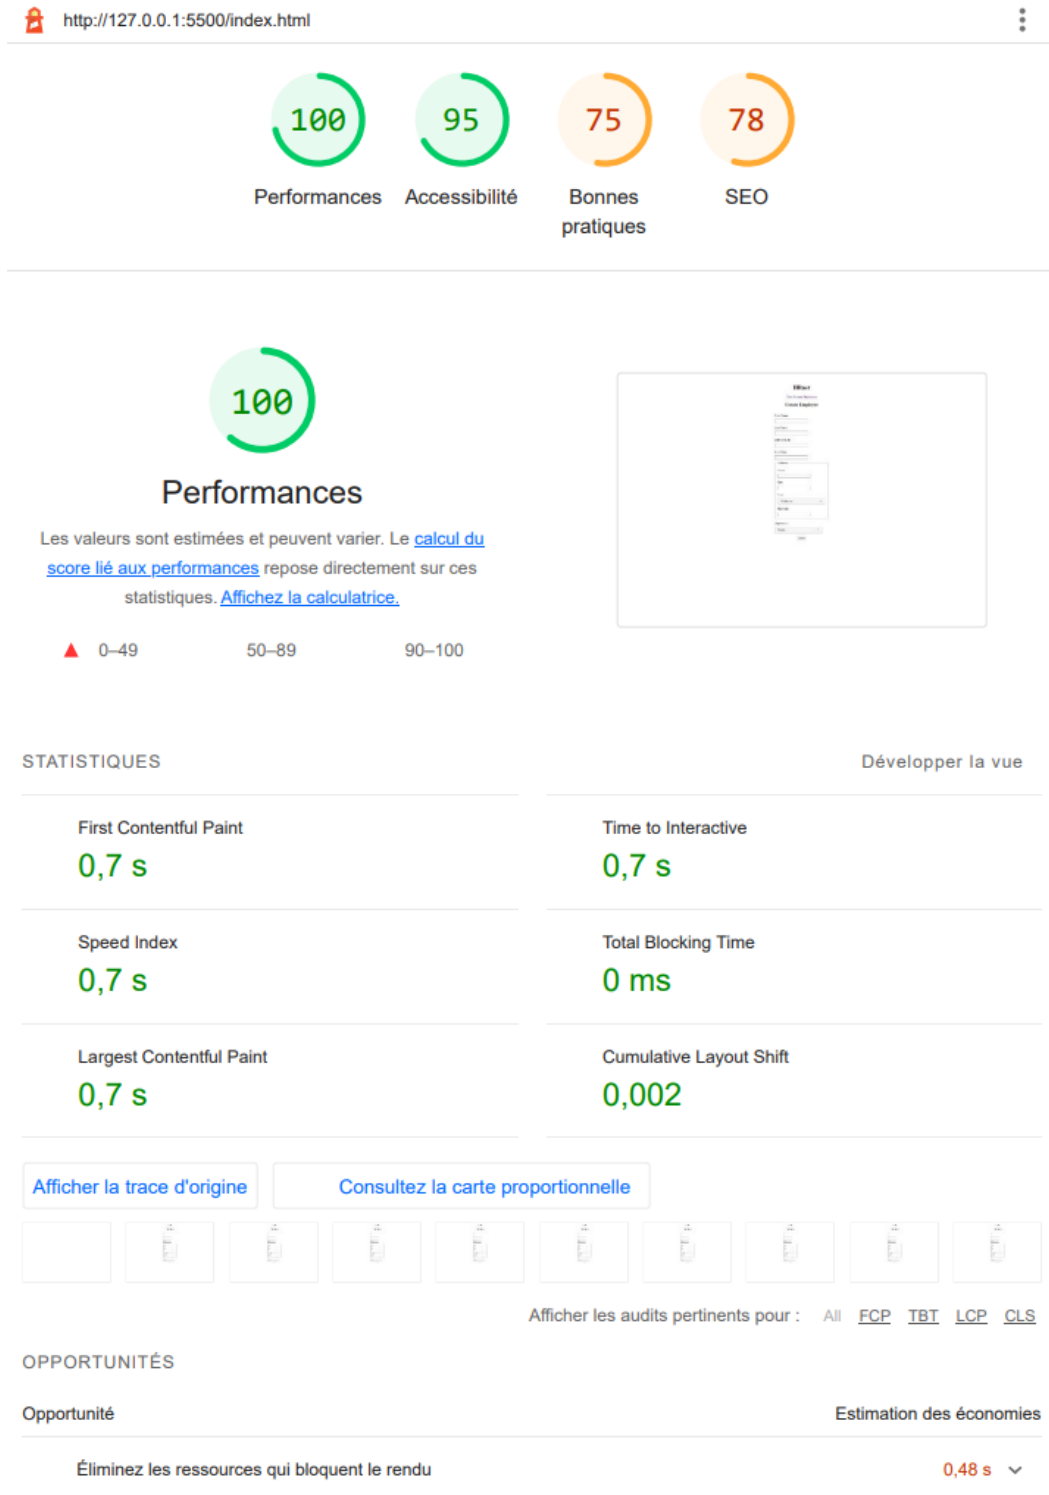 http://127.0.0.1:5500/index.html
100
95
75
78
Performances
Accessibilité
Bonnes
pratiques
SEO
100
Performances
Les valeurs sont estimées et peuvent varier. Le calcul du
score lié aux performances repose directement sur ces
statistiques. Affichez la calculatrice.
0–49
50–89
90–100
STATISTIQUES
Développer la vue
First Contentful Paint
0,7 s
Time to Interactive
0,7 s
Speed Index
0,7 s
Total Blocking Time
0 ms
Largest Contentful Paint
0,7 s
Cumulative Layout Shift
0,002
Afficher la trace d'origine
Consultez la carte proportionnelle
Afficher les audits pertinents pour : All FCP TBT LCP CLS
OPPORTUNITÉS
Opportunité
Estimation des économies
Éliminez les ressources qui bloquent le rendu
0,48 s